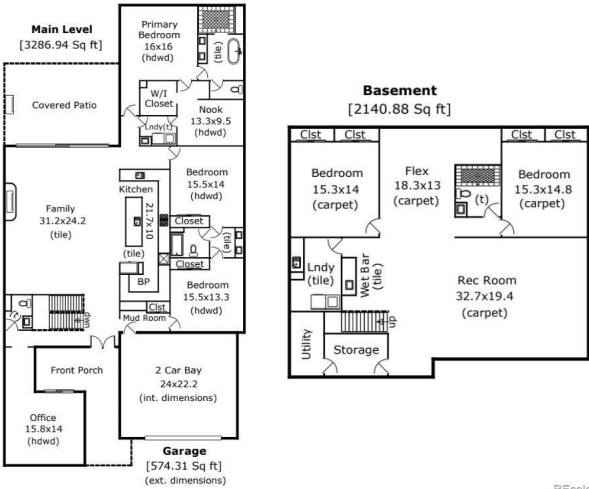 Main Level
[3286.94 Sq ft]
Primary
Bedroom
16x16
(hdwd)
(tile)
Covered Patio
W/I
Closet
Nook
13.3x9.5
(hdwd)
Lndy(t)
Kitchen
21.7x10
(tile)
Bedroom
15.5x14
(hdwd)
Family
31.2x24.2
(tile)
Closet
(tile)
Closet
BP
Bedroom
15.5x13.3
(hdwd)
Clst
Mud Room
dwn
Front Porch
2 Car Bay
24x22.2
(int. dimensions)
Office
15.8x14
(hdwd)
Garage
[574.31 Sq ft]
(ext. dimensions)
Basement
[2140.88 Sq ft]
Clst Clst Clst Clst
Bedroom
15.3x14
(carpet)
Flex
18.3x13
(carpet)
(t)
Bedroom
15.3x14.8
(carpet)
Lndy
(tile)
Wet Bar
(tile)
Rec Room
32.7x19.4
(carpet)
up
Utility
Storage